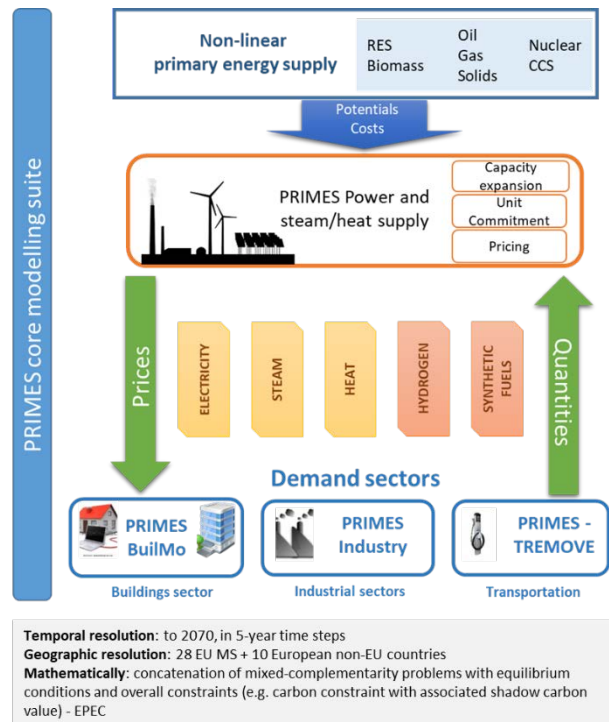 PRIMES core modelling suite
Non-linear
primary energy supply
RES
Biomass
Oil
Gas
Solids
Nuclear
CCS
Potentials
Costs
PRIMES Power and
steam/heat supply
Capacity
expansion
Unit
Commitment
Pricing
Prices
ELECTRICITY
STEAM
HEAT
HYDROGEN
SYNTHETIC
FUELS
Quantities
Demand sectors
PRIMES
BuilMo
PRIMES
Industry
PRIMES -
TREMOVE
Buildings sector
Industrial sectors
Transportation
Temporal resolution: to 2070, in 5-year time steps
Geographic resolution: 28 EU MS + 10 European non-EU countries
Mathematically: concatenation of mixed-complementarity problems with equilibrium
conditions and overall constraints (e.g. carbon constraint with associated shadow carbon
value) - EPEC